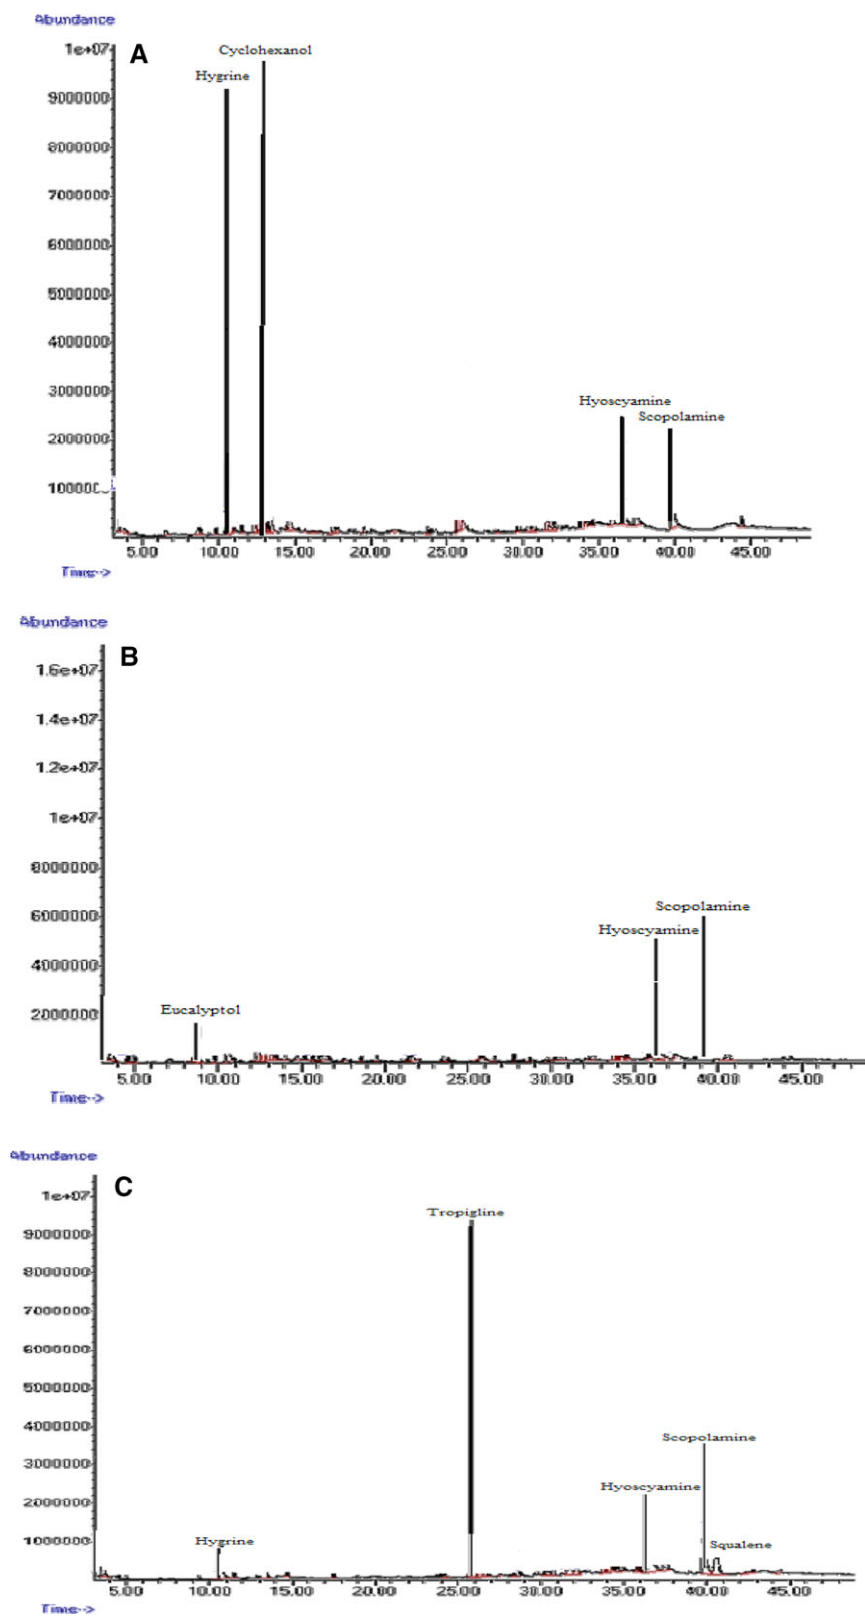 Abundance
A
Cyclohexanol
1e+07
Hygrine
9000000
8000000
7000000
6000000
5000000
4000000
3000000
Hyoscyamine
Scopolamine
2000000
5.00 10.00 15.00 20.00 25.00 30.00 35.00 40.00 45.00
Time-->
Abundance
B
1.6e+07
1.4e+07
1.2e+07
1e+07
8000000
6000000
Scopolamine
Hyoscyamine
4000000
Eucalyptol
2000000
5.00 10.00 15.00 20.00 25.00 30.00 35.00 40.00 45.00
Time-->
Abundance
C
1e+07
Tropigline
9000000
8000000
7000000
6000000
5000000
4000000
Scopolamine
3000000
Hyoscyamine
2000000
Hygrine
Squalene
1000000
5.00 10.00 15.00 20.00 25.00 30.00 35.00 40.00 45.00
Time-->